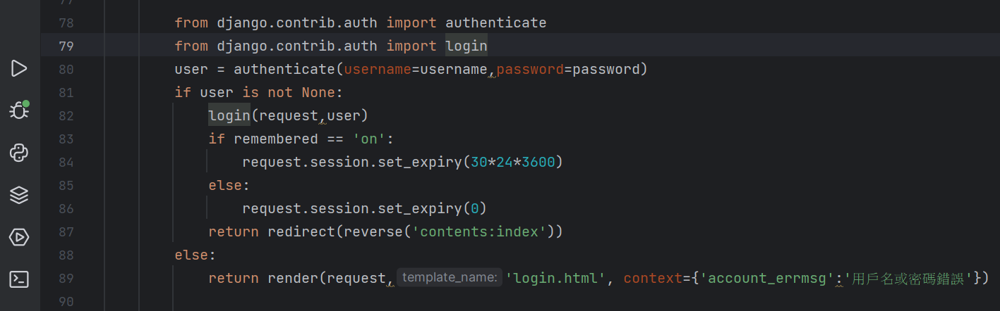 77
78 from django.contrib.auth import authenticate
79 from django.contrib.auth import login
80 user = authenticate(username=username,password=password)
81 if user is not None:
82 login(request,user)
83 if remembered == 'on':
84 request.session.set_expiry(30*24*3600)
85 else:
86 request.session.set_expiry(0)
87 return redirect(reverse('contents:index'))
88 else:
89 return render(request, template_name: 'login.html', context={'account_errmsg':'用戶名或密碼錯誤'})
90